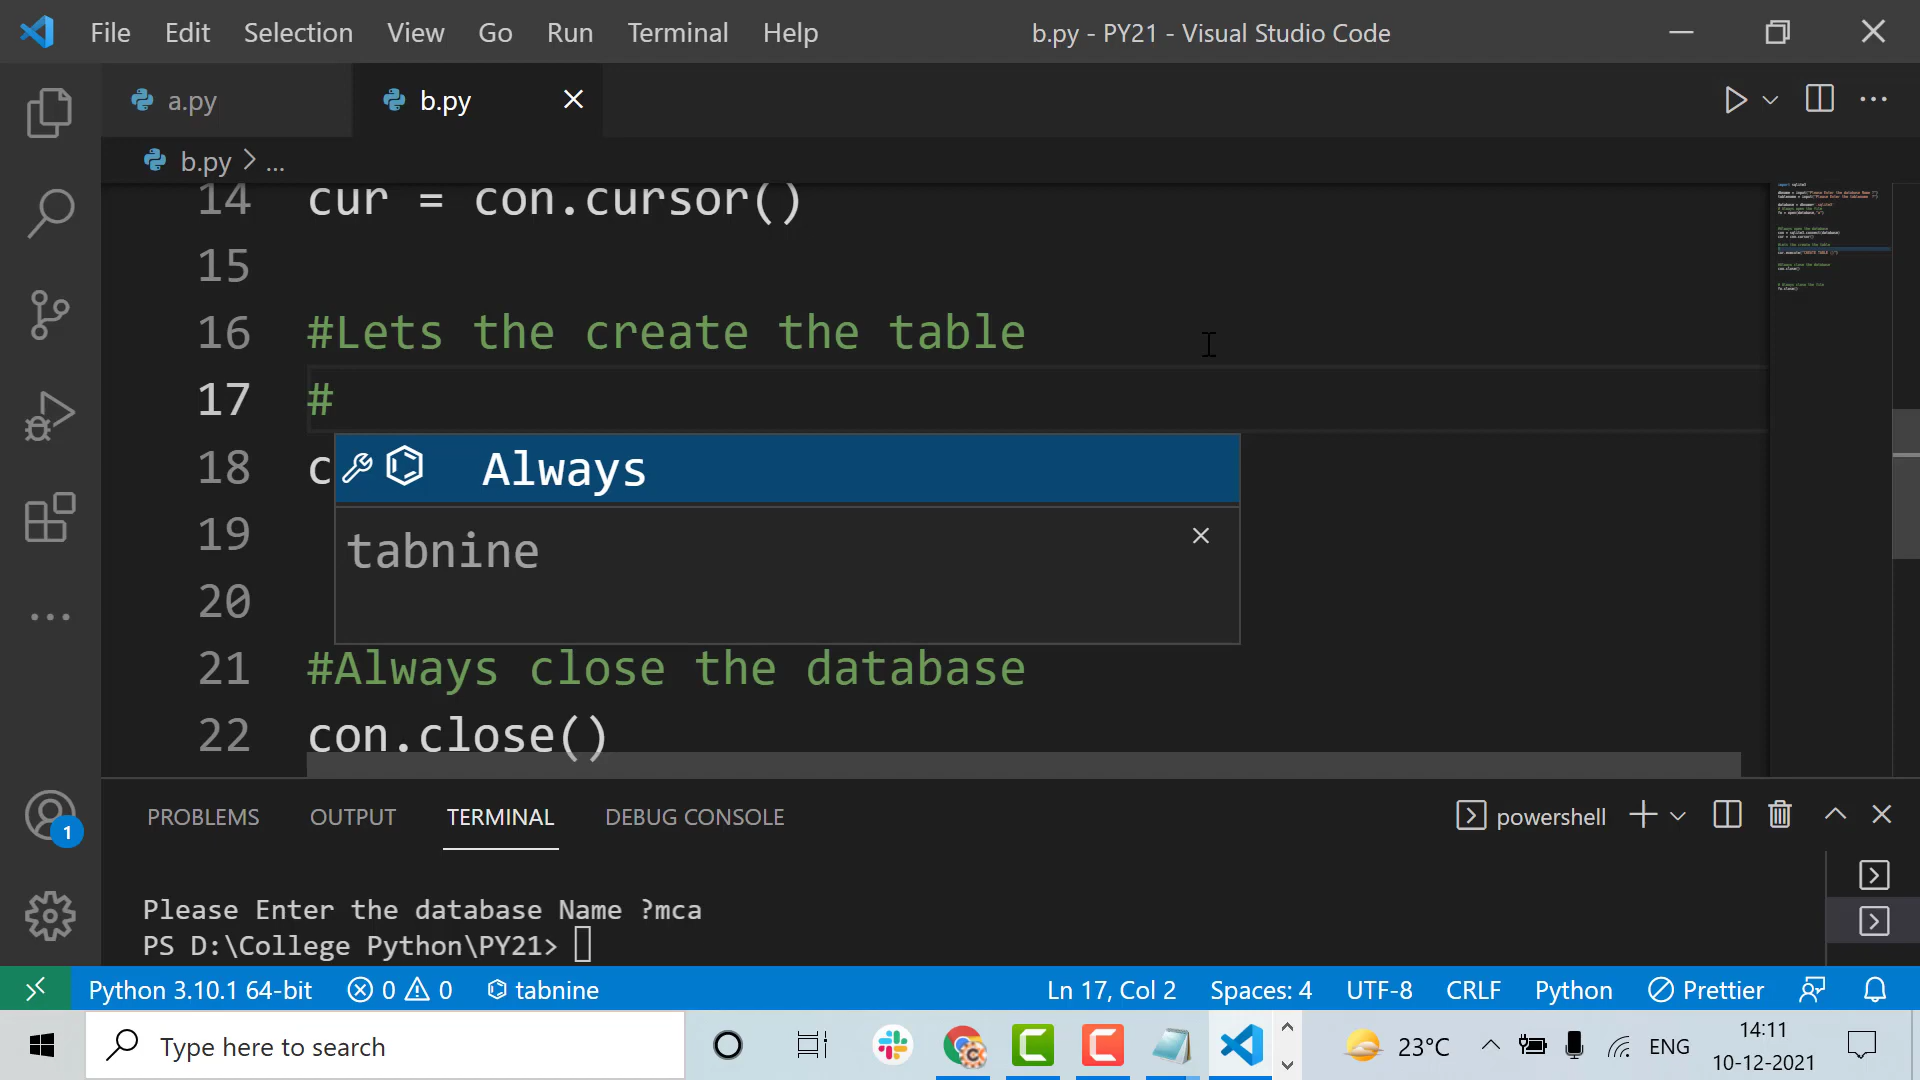 File Edit Selection View Go Run Terminal Help b.py - PY21 - Visual Studio Code
a.py b.py
b.py > ...
14 cur = con.cursor()
15
16 #Lets the create the table
17 #
18 c Always
19 tabnine
20
21 #Always close the database
22 con.close()
PROBLEMS OUTPUT TERMINAL DEBUG CONSOLE powershell
Please Enter the database Name ?mca
PS D:\College Python\PY21>
1
Python 3.10.1 64-bit 0 0 tabnine Ln 17, Col 2 Spaces: 4 UTF-8 CRLF Python Prettier
Type here to search 23°C ENG 14:11
10-12-2021